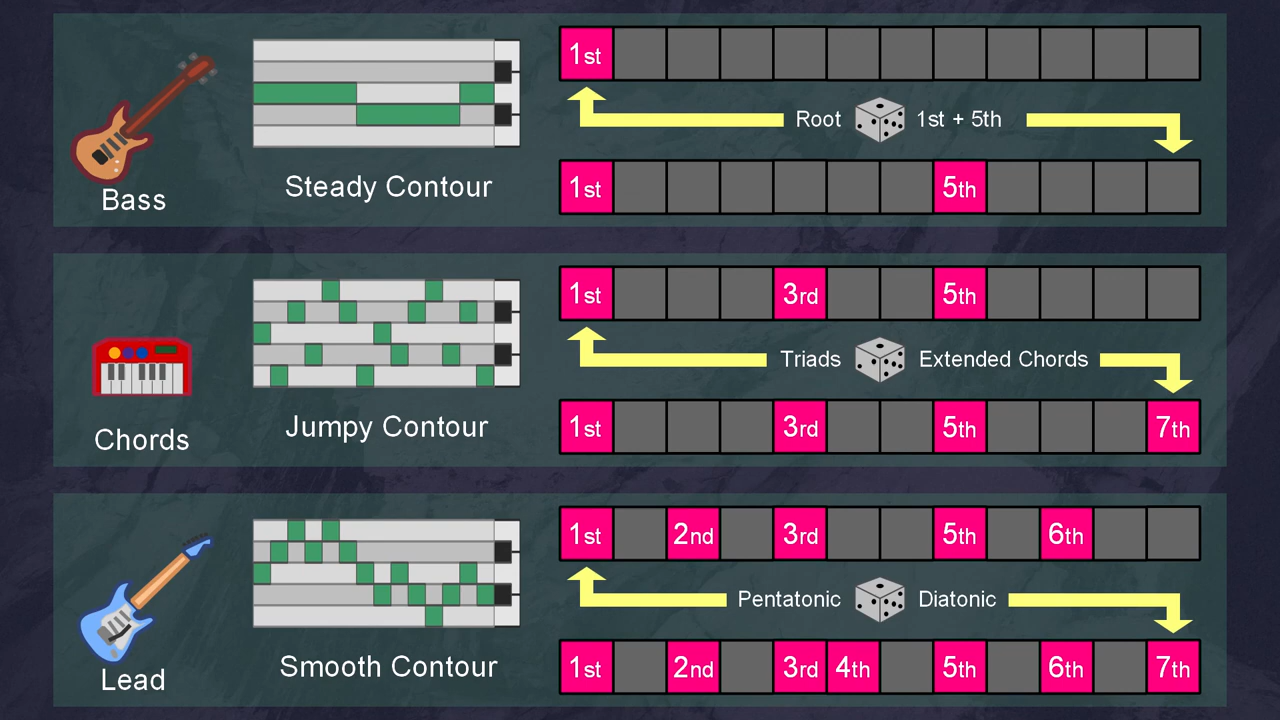 1st
Root 1st + 5th
1st 5th
Bass
Steady Contour
1st 3rd 5th
Triads Extended Chords
1st 3rd 5th 7th
Chords
Jumpy Contour
1st 2nd 3rd 5th 6th
Pentatonic Diatonic
1st 2nd 3rd 4th 5th 6th 7th
Lead
Smooth Contour